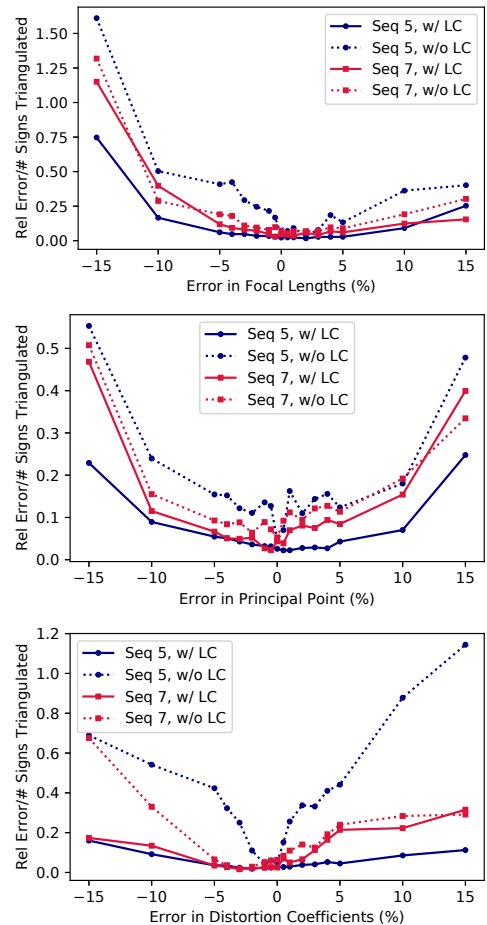 Rel Error/# Signs Triangulated
1.50
1.25
1.00
0.75
0.50
0.25
0.00
Seq 5, w/ LC
Seq 5, w/o LC
Seq 7, w/ LC
Seq 7, w/o LC
−15 −10 −5 0 5 10 15
Error in Focal Lengths (%)
Rel Error/# Signs Triangulated
0.5
0.4
0.3
0.2
0.1
0.0
Seq 5, w/ LC
Seq 5, w/o LC
Seq 7, w/ LC
Seq 7, w/o LC
−15 −10 −5 0 5 10 15
Error in Principal Point (%)
Rel Error/# Signs Triangulated
1.2
1.0
0.8
0.6
0.4
0.2
0.0
Seq 5, w/ LC
Seq 5, w/o LC
Seq 7, w/ LC
Seq 7, w/o LC
−15 −10 −5 0 5 10 15
Error in Distortion Coefficients (%)